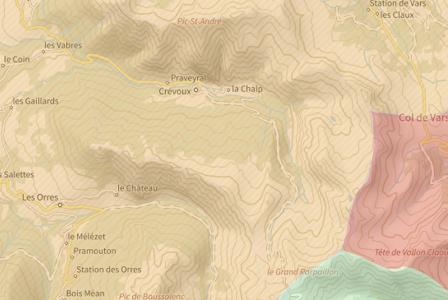 Station de Vars
les Claux
Pic St-André
les Vabres
le Coin
Praveyral
Crévoux
la Chalp
les Gaillards
Col de Vars
Salettes
le Château
Les Orres
le Mélézet
Pramouton
Station des Orres
Tête de Vallon Claous
le Grand Parpaillon
Bois Méan
Pic de Boussolenc